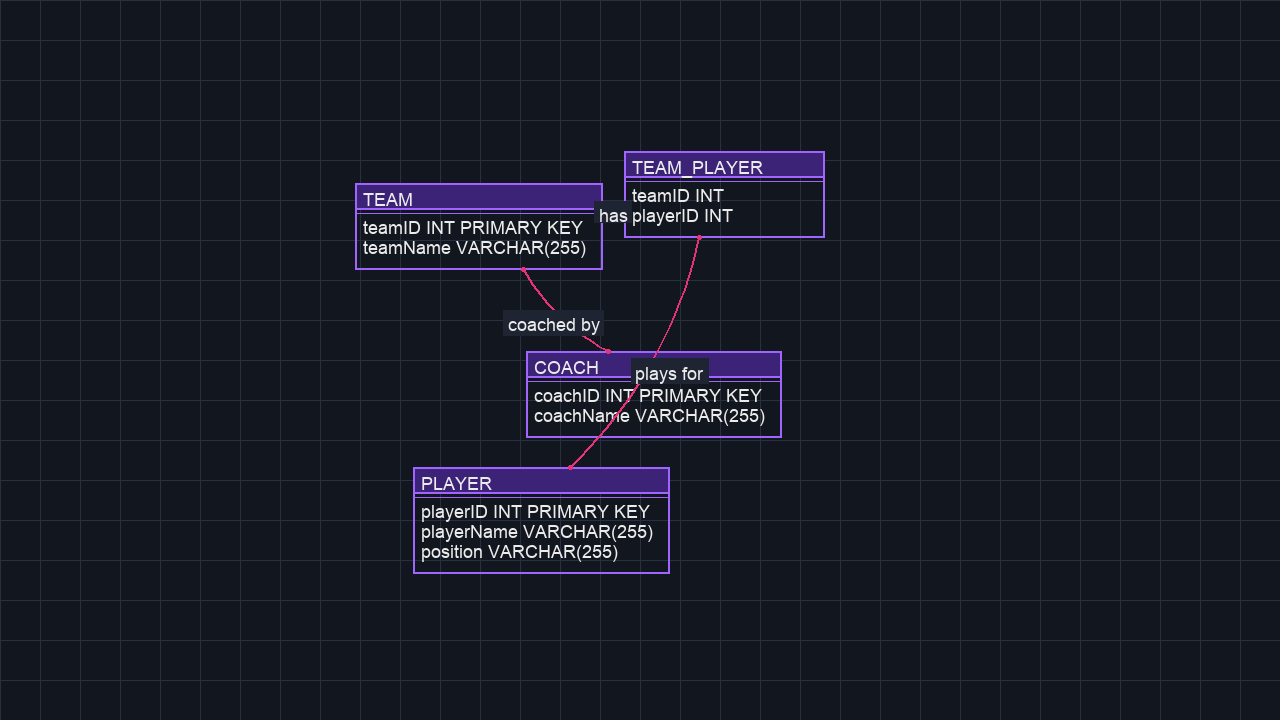 TEAM_PLAYER
teamID INT
playerID INT
TEAM
teamID INT PRIMARY KEY
teamName VARCHAR(255)
has
coached by
COACH
coachID INT PRIMARY KEY
coachName VARCHAR(255)
plays for
PLAYER
playerID INT PRIMARY KEY
playerName VARCHAR(255)
position VARCHAR(255)